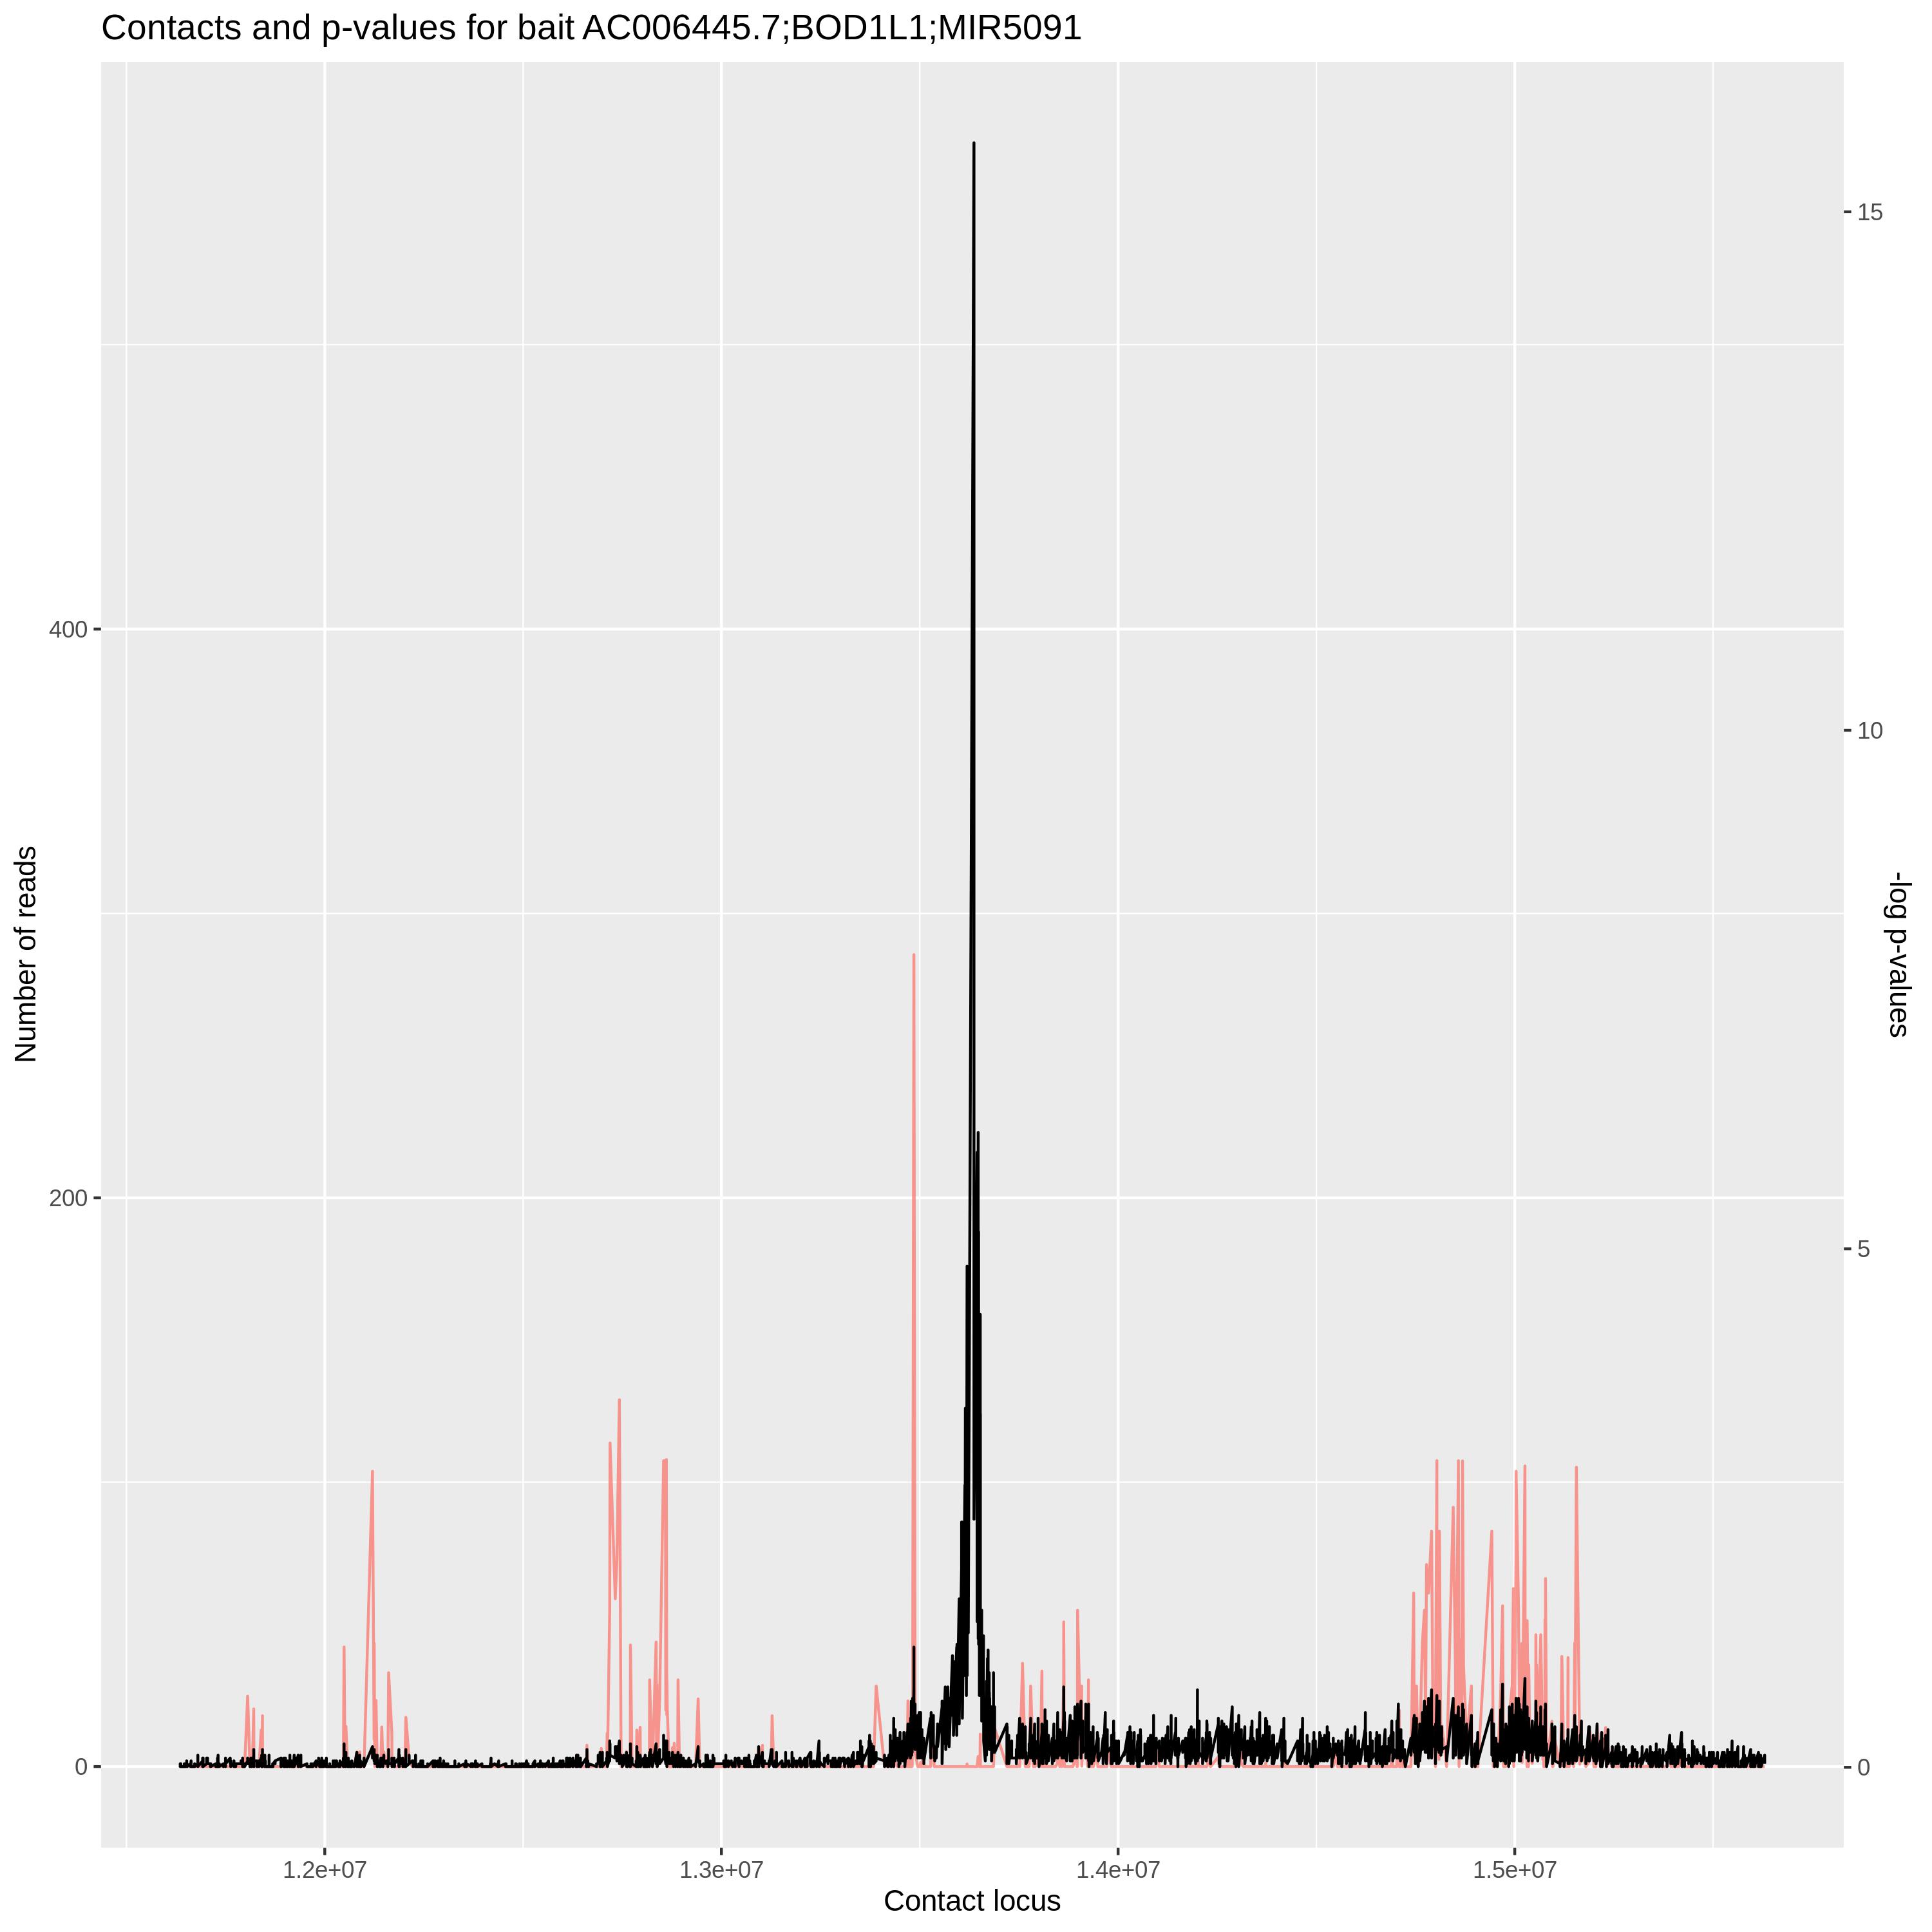 Contacts and p-values for bait AC006445.7;BOD1L1;MIR5091
Number of reads
400
200
0
15
10
5
0
-log p-values
1.2e+07
1.3e+07
1.4e+07
1.5e+07
Contact locus